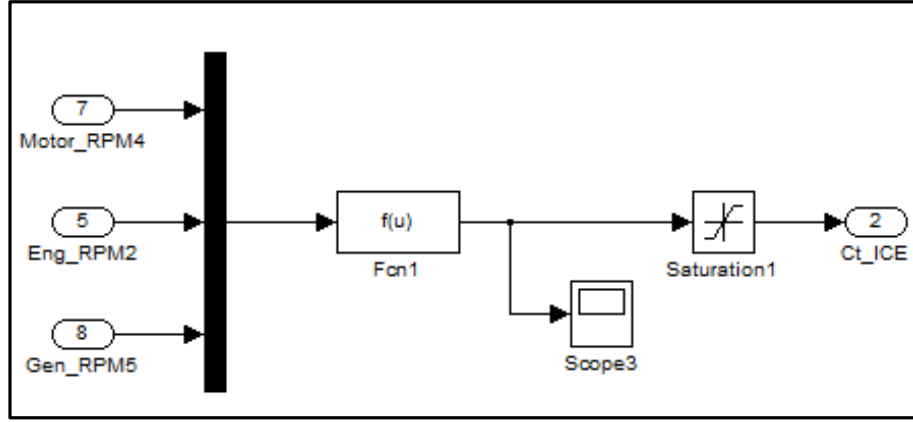 7
Motor_RPM4
5
Eng_RPM2
8
Gen_RPM5
f(u)
Fcn1
Scope3
Saturation1
2
Ct_ICE